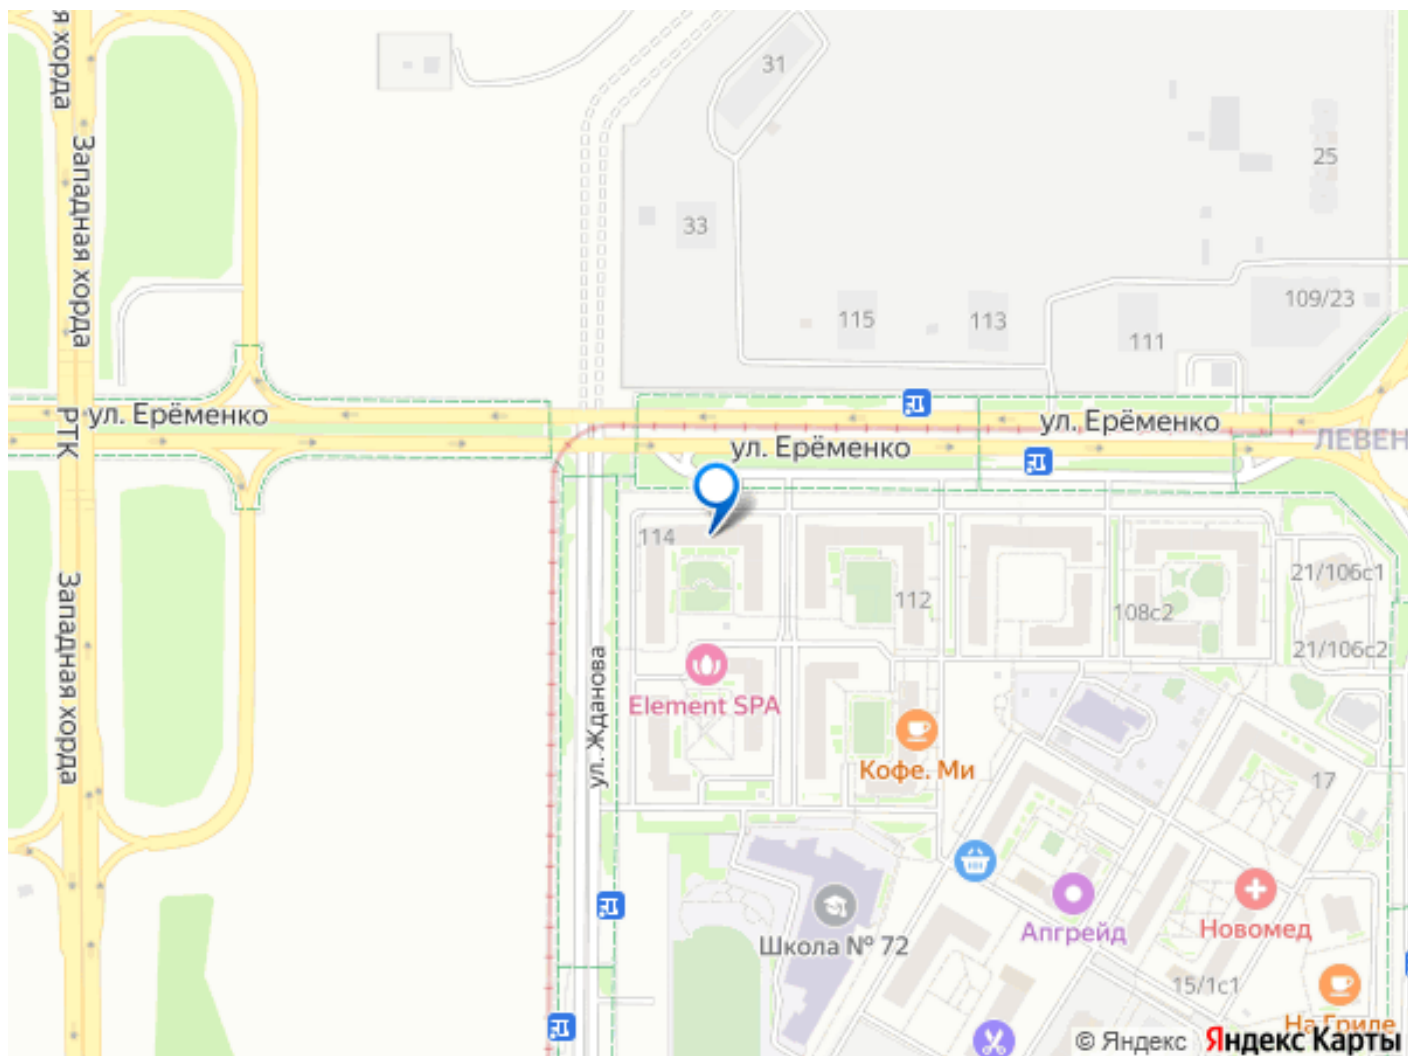 я хорда
31
Западная хорда
25
33
109/23
115
113
111
ул. Ерёменко
РТК
ул. Ерёменко
ул. Ерёменко
ЛЕВЕН
114
112
21/106с1
108с2
21/106с2
Западная хорда
ул. Жданова
Element SPA
Кофе. Ми
17
Апгрейд
Новомед
Школа № 72
15/1с1
На Гриле
© Яндекс
Яндекс Карты